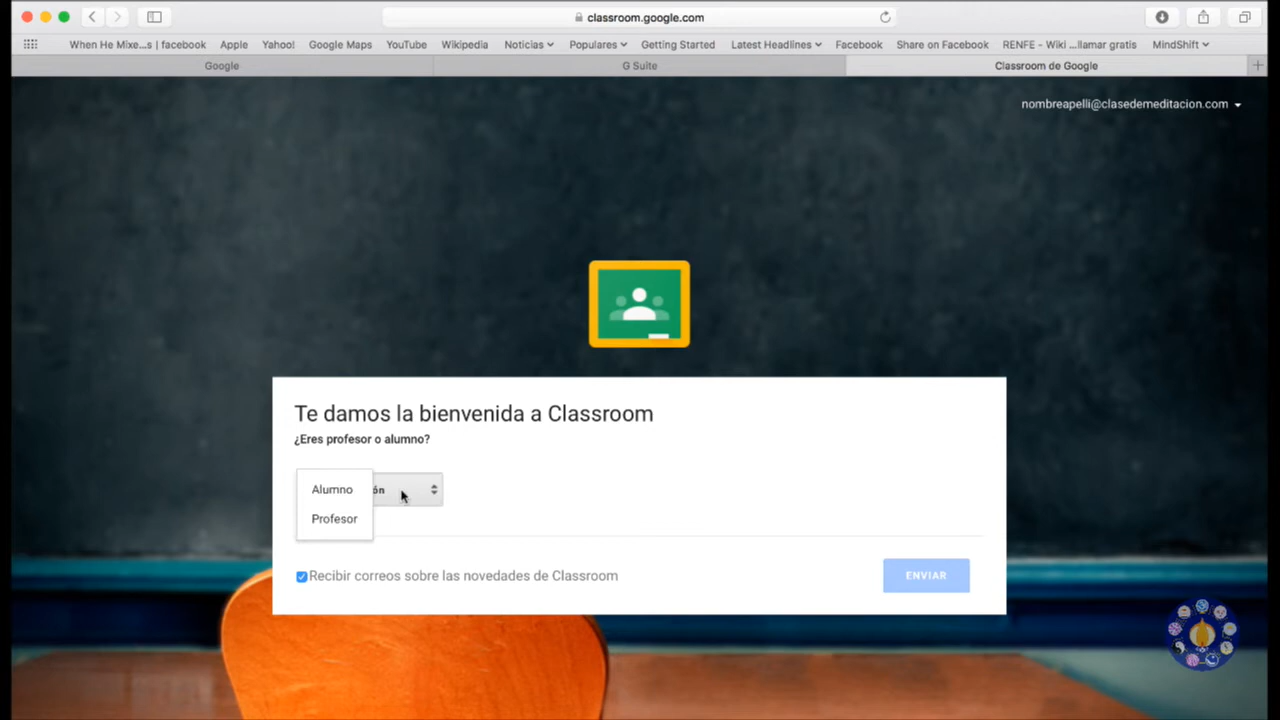 classroom.google.com
When He Mixe...s | facebook Apple Yahoo! Google Maps YouTube Wikipedia Noticias Populares Getting Started Latest Headlines Facebook Share on Facebook RENFE - Wiki ...llamar gratis MindShift
Google G Suite Classroom de Google
nombreapelli@clasedemeditacion.com
Te damos la bienvenida a Classroom
¿Eres profesor o alumno?
Alumno ón
Profesor
Recibir correos sobre las novedades de Classroom ENVIAR